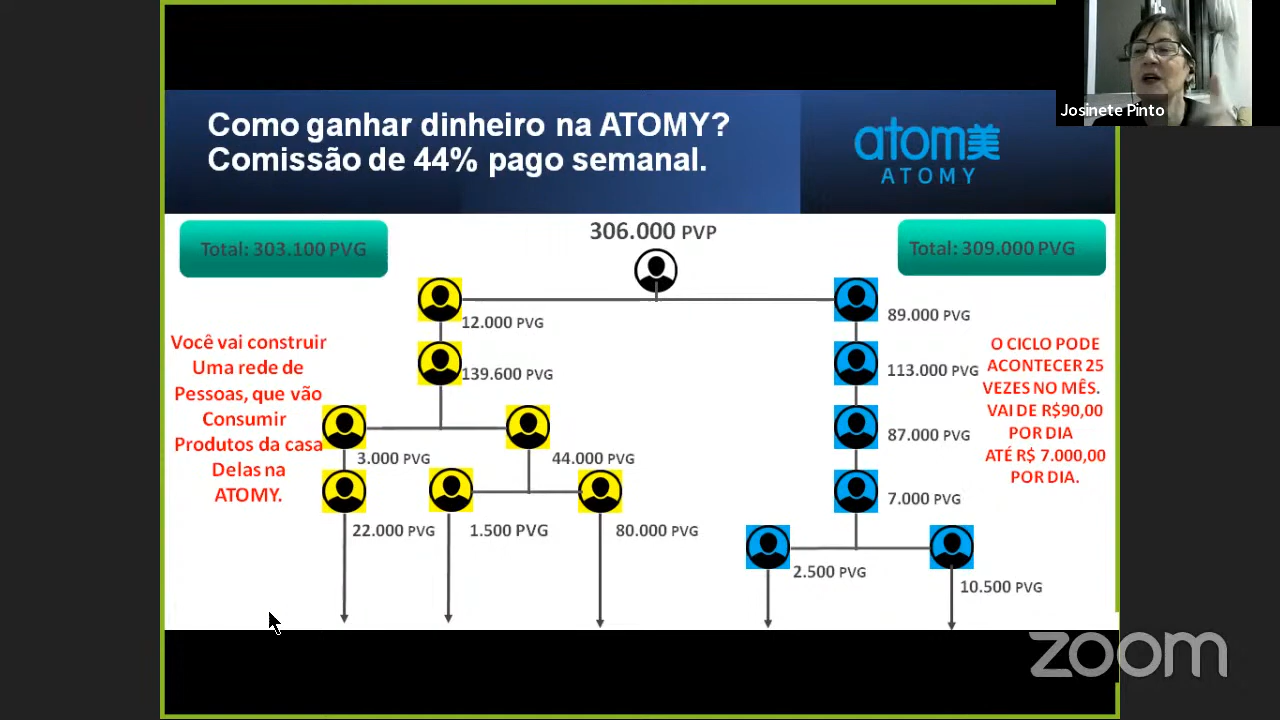 Josinete Pinto
Como ganhar dinheiro na ATOMY?
Comissão de 44% pago semanal.
atom美
ATOMY
Total: 303.100 PVG
306.000 PVP
Total: 309.000 PVG
12.000 PVG
89.000 PVG
Você vai construir
Uma rede de
Pessoas, que vão
Consumir
Produtos da casa
Delas na
ATOMY.
139.600 PVG
113.000 PVG
O CICLO PODE
ACONTECER 25
VEZES NO MÊS.
VAI DE R$90,00
POR DIA
ATÉ R$ 7.000,00
POR DIA.
3.000 PVG
44.000 PVG
87.000 PVG
22.000 PVG
1.500 PVG
80.000 PVG
7.000 PVG
2.500 PVG
10.500 PVG
zoom